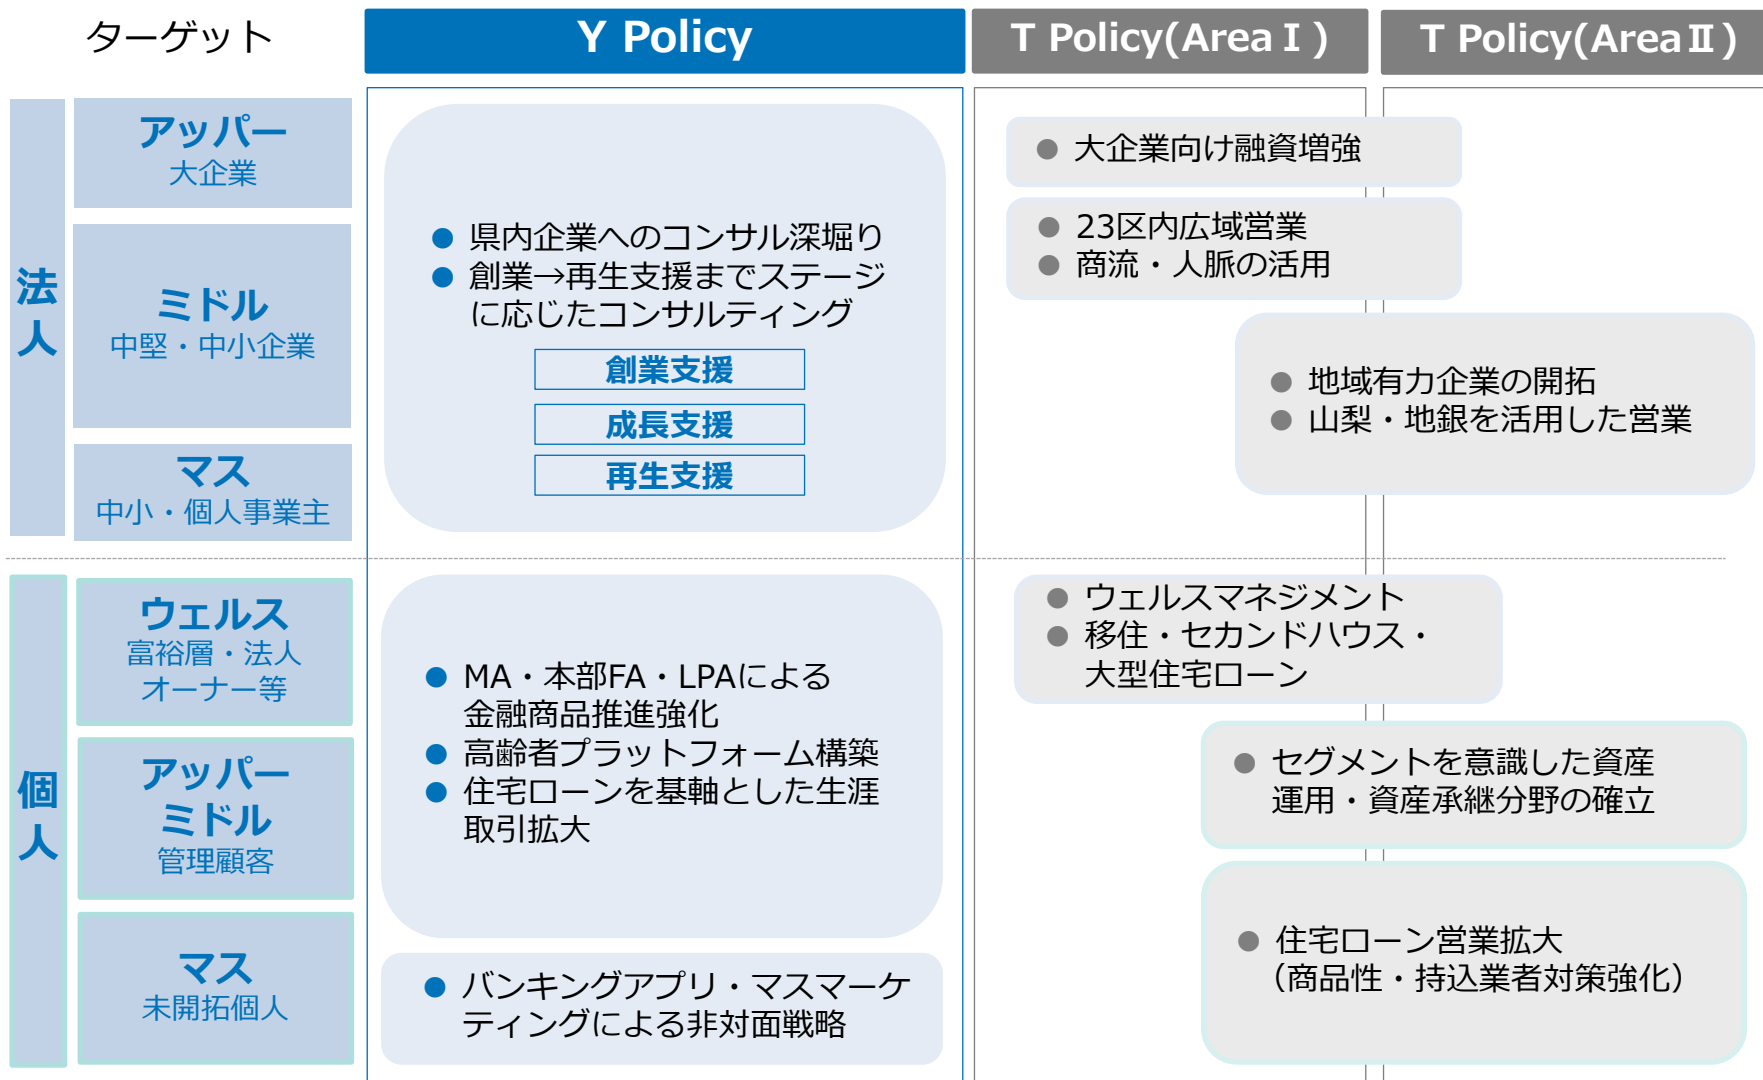 ターゲット
Y Policy
T Policy(AreaⅠ)
T Policy(AreaⅡ)
法人
アッパー
大企業
ミドル
中堅・中小企業
マス
中小・個人事業主
● 県内企業へのコンサル深堀り
● 創業→再生支援までステージ
に応じたコンサルティング
創業支援
成長支援
再生支援
● 大企業向け融資増強
● 23区内広域営業
● 商流・人脈の活用
● 地域有力企業の開拓
● 山梨・地銀を活用した営業
個人
ウェルス
富裕層・法人
オーナー等
アッパー
ミドル
管理顧客
マス
未開拓個人
● MA・本部FA・LPAによる
金融商品推進強化
● 高齢者プラットフォーム構築
● 住宅ローンを基軸とした生涯
取引拡大
● バンキングアプリ・マスマーケ
ティングによる非対面戦略
● ウェルスマネジメント
● 移住・セカンドハウス・
大型住宅ローン
● セグメントを意識した資産
運用・資産承継分野の確立
● 住宅ローン営業拡大
（商品性・持込業者対策強化）